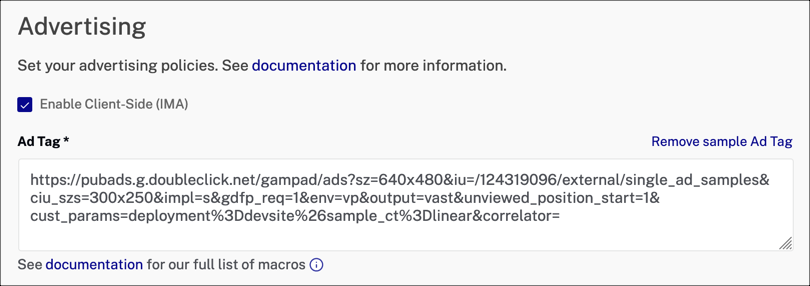 Advertising
Set your advertising policies. See documentation for more information.
Enable Client-Side (IMA)
Ad Tag * Remove sample Ad Tag
https://pubads.g.doubleclick.net/gampad/ads?sz=640x480&iu=/124319096/external/single_ad_samples&
ciu_szs=300x250&impl=s&gdfp_req=1&env=vp&output=vast&unviewed_position_start=1&
cust_params=deployment%3Ddevsite%26sample_ct%3Dlinear&correlator=
See documentation for our full list of macros